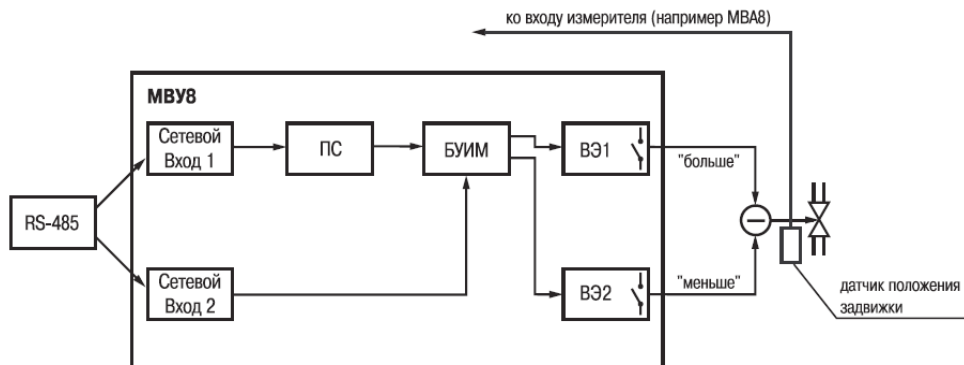 ко входу измерителя (например МВА8)
МВУ8
Сетевой
Вход 1
ПС
БУИМ
ВЭ1
"больше"
RS-485
Сетевой
Вход 2
ВЭ2
"меньше"
датчик положения
задвижки